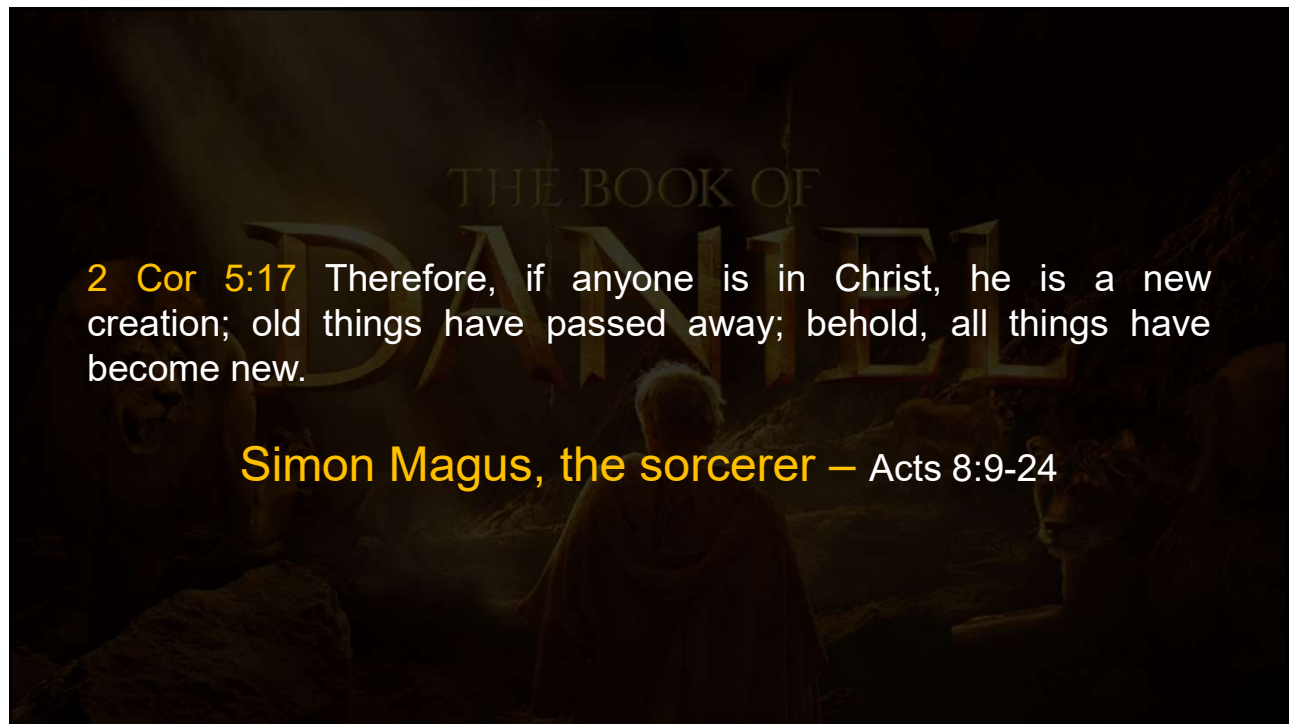 THE BOOK OF
DANIEL
2 Cor 5:17 Therefore, if anyone is in Christ, he is a new
creation; old things have passed away; behold, all things have
become new.
Simon Magus, the sorcerer – Acts 8:9-24